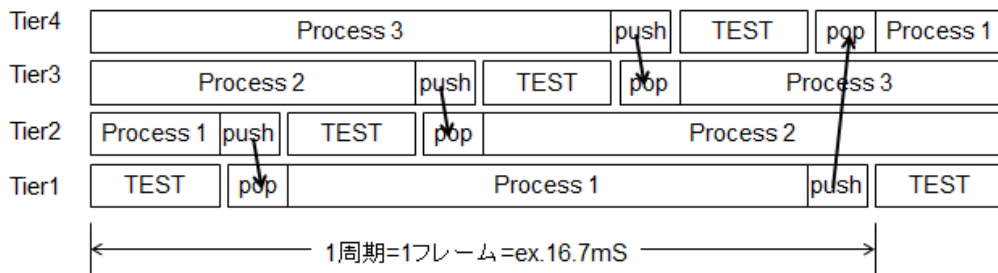 Tier4 Process 3 push TEST pop Process 1
Tier3 Process 2 push TEST pop Process 3
Tier2 Process 1 push TEST pop Process 2
Tier1 TEST pop Process 1 push TEST
1周期=1フレーム=ex.16.7mS